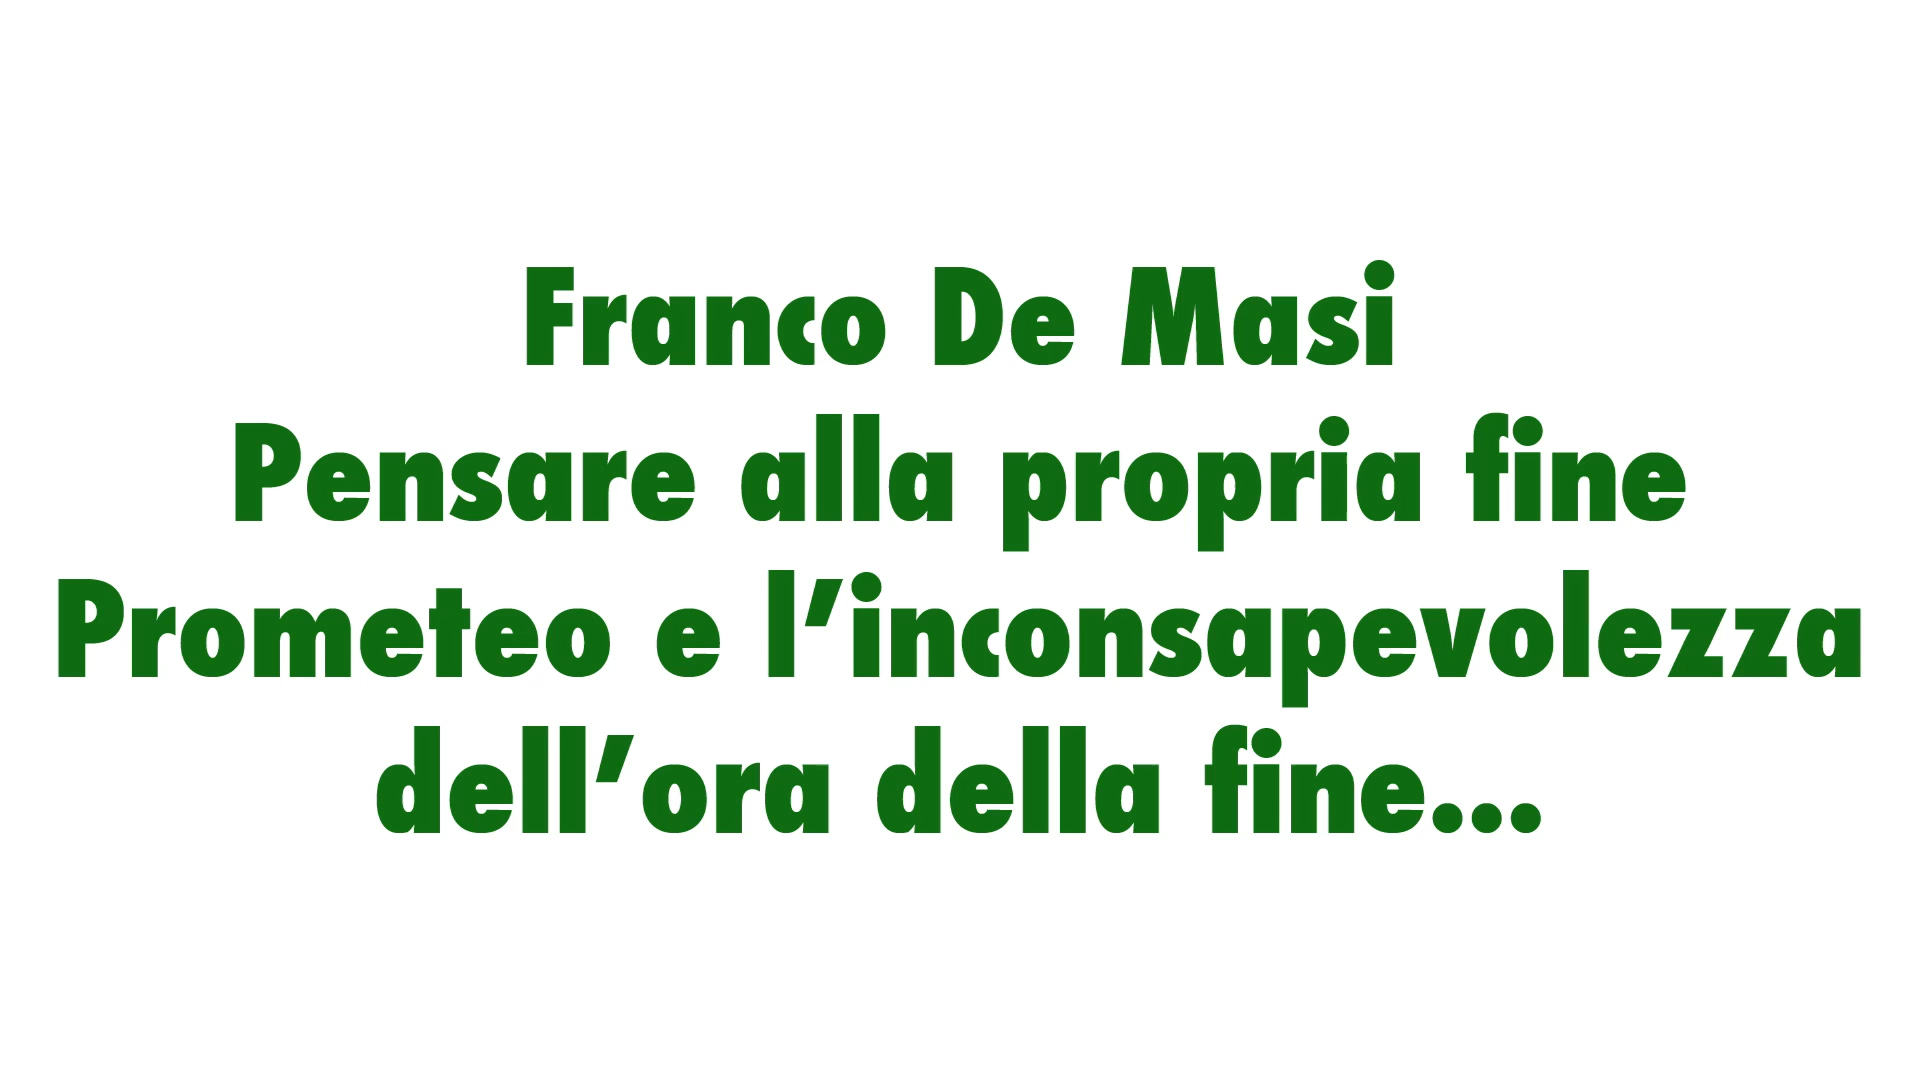 Franco De Masi
Pensare alla propria fine
Prometeo e l’inconsapevolezza
dell’ora della fine...